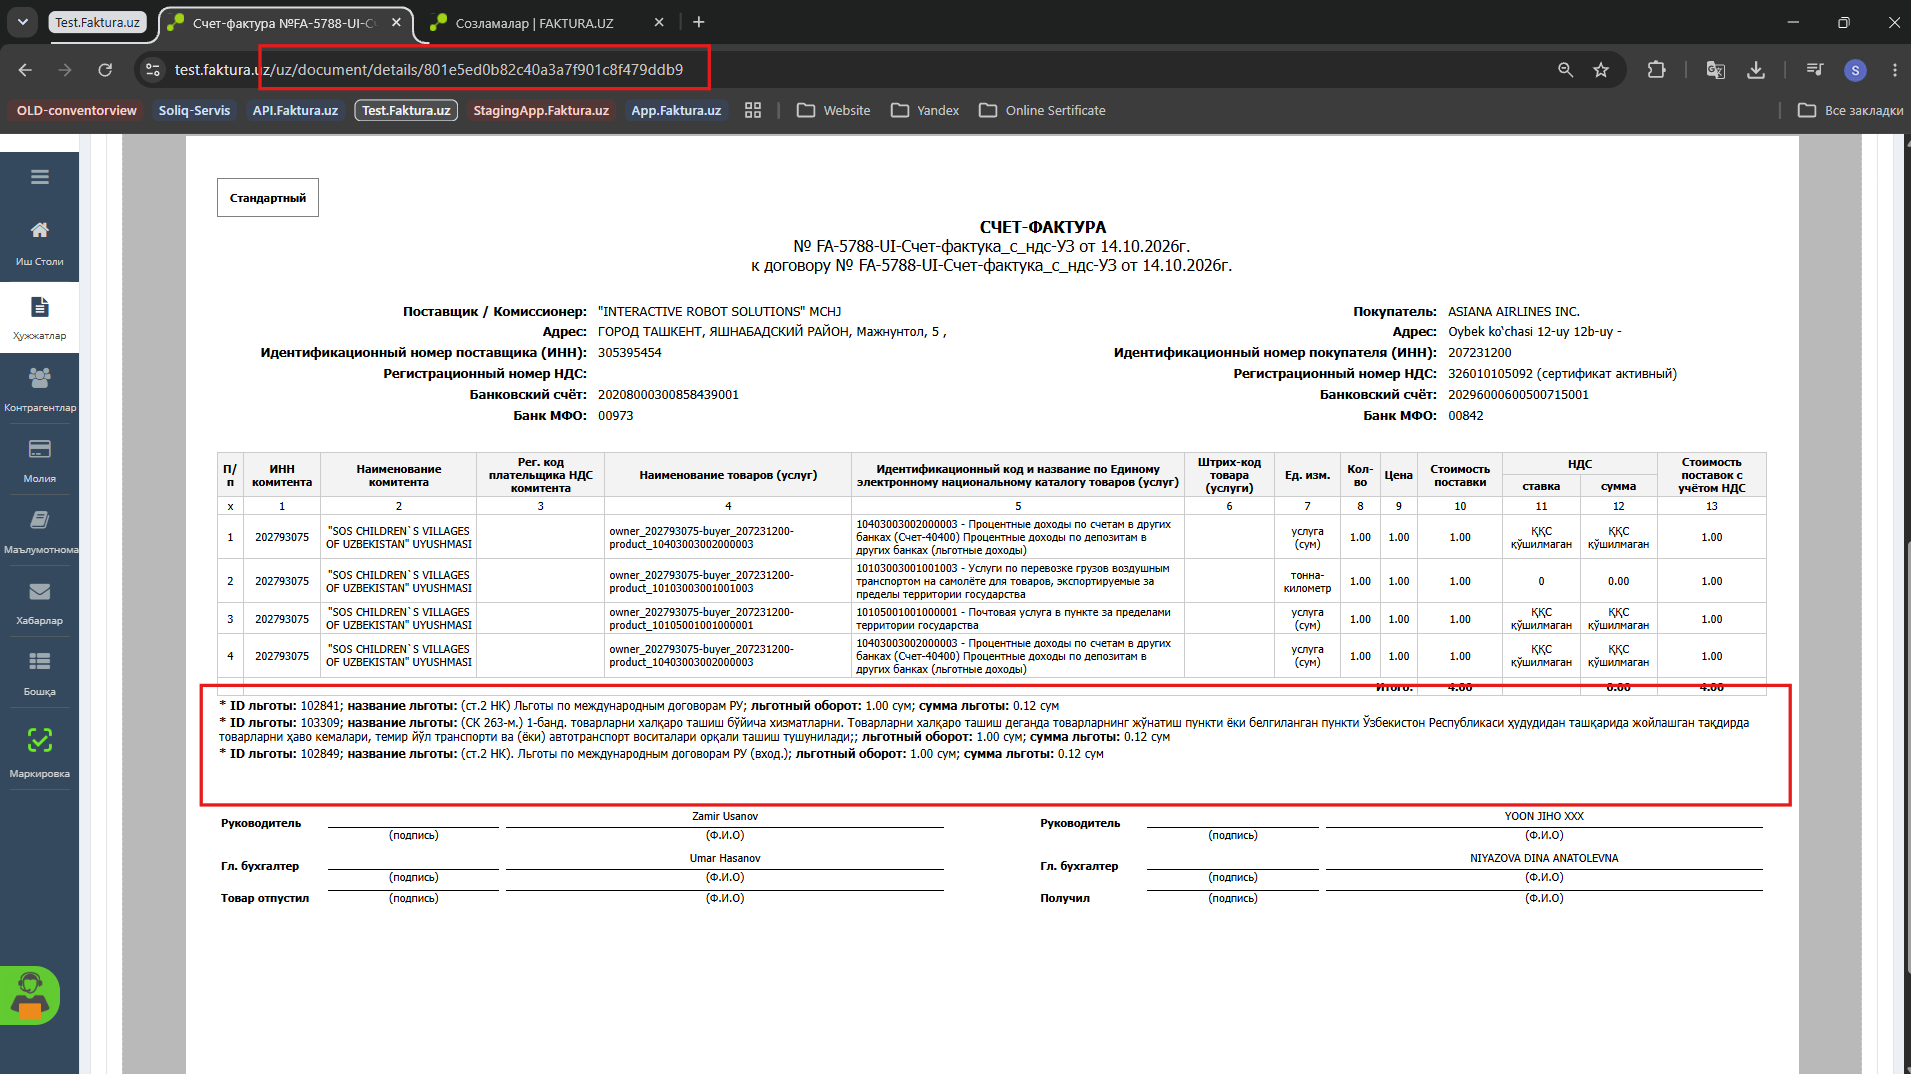 Test.Faktura.uz
Счет-фактура №FA-5788-UI-С
Созламалар | FAKTURA.UZ
test.faktura.uz/uz/document/details/801e5ed0b82c40a3a7f901c8f479ddb9
S
OLD-conventorview
Soliq-Servis
API.Faktura.uz
Test.Faktura.uz
StagingApp.Faktura.uz
App.Faktura.uz
Website
Yandex
Online Sertificate
Все закладки
Иш Столи
Ҳужжатлар
Контрагентлар
Молия
Маълумотнома
Хабарлар
Бошқа
Маркировка
Стандартный
СЧЕТ-ФАКТУРА
№ FA-5788-UI-Счет-фактука_с_ндс-УЗ от 14.10.2026г.
к договору № FA-5788-UI-Счет-фактука_с_ндс-УЗ от 14.10.2026г.
Поставщик / Комиссионер: "INTERACTIVE ROBOT SOLUTIONS" MCHJ
Адрес: ГОРОД ТАШКЕНТ, ЯШНАБАДСКИЙ РАЙОН, Мажнунтол, 5 ,
Идентификационный номер поставщика (ИНН): 305395454
Регистрационный номер НДС:
Банковский счёт: 20208000300858439001
Банк МФО: 00973
Покупатель: ASIANA AIRLINES INC.
Адрес: Oybek ko‘chasi 12-uy 12b-uy -
Идентификационный номер покупателя (ИНН): 207231200
Регистрационный номер НДС: 326010105092 (сертификат активный)
Банковский счёт: 20296000600500715001
Банк МФО: 00842
П/п ИНН комитента Наименование комитента Рег. код плательщика НДС комитента Наименование товаров (услуг) Идентификационный код и название по Единому электронному национальному каталогу товаров (услуг) Штрих-код товара (услуги) Ед. изм. Кол-во Цена Стоимость поставки НДС ставка сумма Стоимость поставок с учётом НДС
x 1 2 3 4 5 6 7 8 9 10 11 12 13
1 202793075 "SOS CHILDREN`S VILLAGES OF UZBEKISTAN" UYUSHMASI owner_202793075-buyer_207231200-product_10403003002000003 10403003002000003 - Процентные доходы по счетам в других банках (Счет-40400) Процентные доходы по депозитам в других банках (льготные доходы) услуга (сум) 1.00 1.00 1.00 ҚҚС қўшилмаган ҚҚС қўшилмаган 1.00
2 202793075 "SOS CHILDREN`S VILLAGES OF UZBEKISTAN" UYUSHMASI owner_202793075-buyer_207231200-product_10103003001001003 10103003001001003 - Услуги по перевозке грузов воздушным транспортом на самолёте для товаров, экспортируемые за пределы территории государства тонна-километр 1.00 1.00 1.00 0 0.00 1.00
3 202793075 "SOS CHILDREN`S VILLAGES OF UZBEKISTAN" UYUSHMASI owner_202793075-buyer_207231200-product_10105001001000001 10105001001000001 - Почтовая услуга в пункте за пределами территории государства услуга (сум) 1.00 1.00 1.00 ҚҚС қўшилмаган ҚҚС қўшилмаган 1.00
4 202793075 "SOS CHILDREN`S VILLAGES OF UZBEKISTAN" UYUSHMASI owner_202793075-buyer_207231200-product_10403003002000003 10403003002000003 - Процентные доходы по счетам в других банках (Счет-40400) Процентные доходы по депозитам в других банках (льготные доходы) услуга (сум) 1.00 1.00 1.00 ҚҚС қўшилмаган ҚҚС қўшилмаган 1.00
Итого: 4.00 0.00 4.00
* ID льготы: 102841; название льготы: (ст.2 НК) Льготы по международным договорам РУ; льготный оборот: 1.00 сум; сумма льготы: 0.12 сум
* ID льготы: 103309; название льготы: (СК 263-м.) 1-банд. товарларни халқаро ташиш бўйича хизматларни. Товарларни халқаро ташиш деганда товарларнинг жўнатиш пункти ёки белгиланган пункти Ўзбекистон Республикаси ҳудудидан ташқарида жойлашган тақдирда
товарларни ҳаво кемалари, темир йўл транспорти ва (ёки) автотранспорт воситалари орқали ташиш тушунилади;; льготный оборот: 1.00 сум; сумма льготы: 0.12 сум
* ID льготы: 102849; название льготы: (ст.2 НК). Льготы по международным договорам РУ (вход.); льготный оборот: 1.00 сум; сумма льготы: 0.12 сум
Руководитель Zamir Usanov
(подпись) (Ф.И.О)
Гл. бухгалтер Umar Hasanov
(подпись) (Ф.И.О)
Товар отпустил (подпись) (Ф.И.О)
Руководитель YOON JIHO XXX
(подпись) (Ф.И.О)
Гл. бухгалтер NIYAZOVA DINA ANATOLEVNA
(подпись) (Ф.И.О)
Получил (подпись) (Ф.И.О)